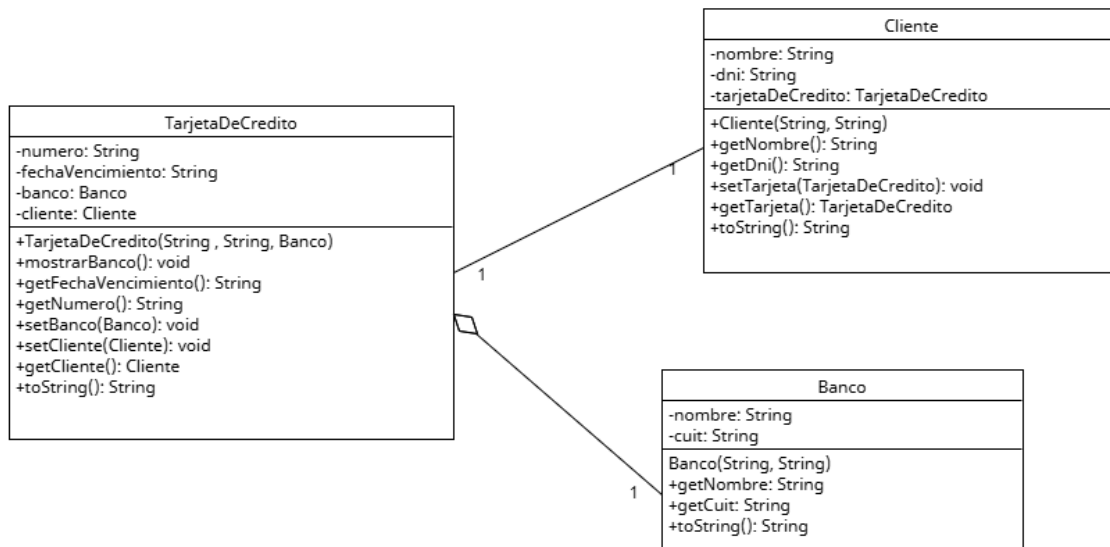 Cliente
-nombre: String
-dni: String
-tarjetaDeCredito: TarjetaDeCredito
+Cliente(String, String)
+getNombre(): String
+getDni(): String
+setTarjeta(TarjetaDeCredito): void
+getTarjeta(): TarjetaDeCredito
+toString(): String
TarjetaDeCredito
-numero: String
-fechaVencimiento: String
-banco: Banco
-cliente: Cliente
+TarjetaDeCredito(String , String, Banco)
+mostrarBanco(): void
+getFechaVencimiento(): String
+getNumero(): String
+setBanco(Banco): void
+setCliente(Cliente): void
+getCliente(): Cliente
+toString(): String
1
1
Banco
-nombre: String
-cuit: String
Banco(String, String)
+getNombre: String
+getCuit: String
+toString(): String
1